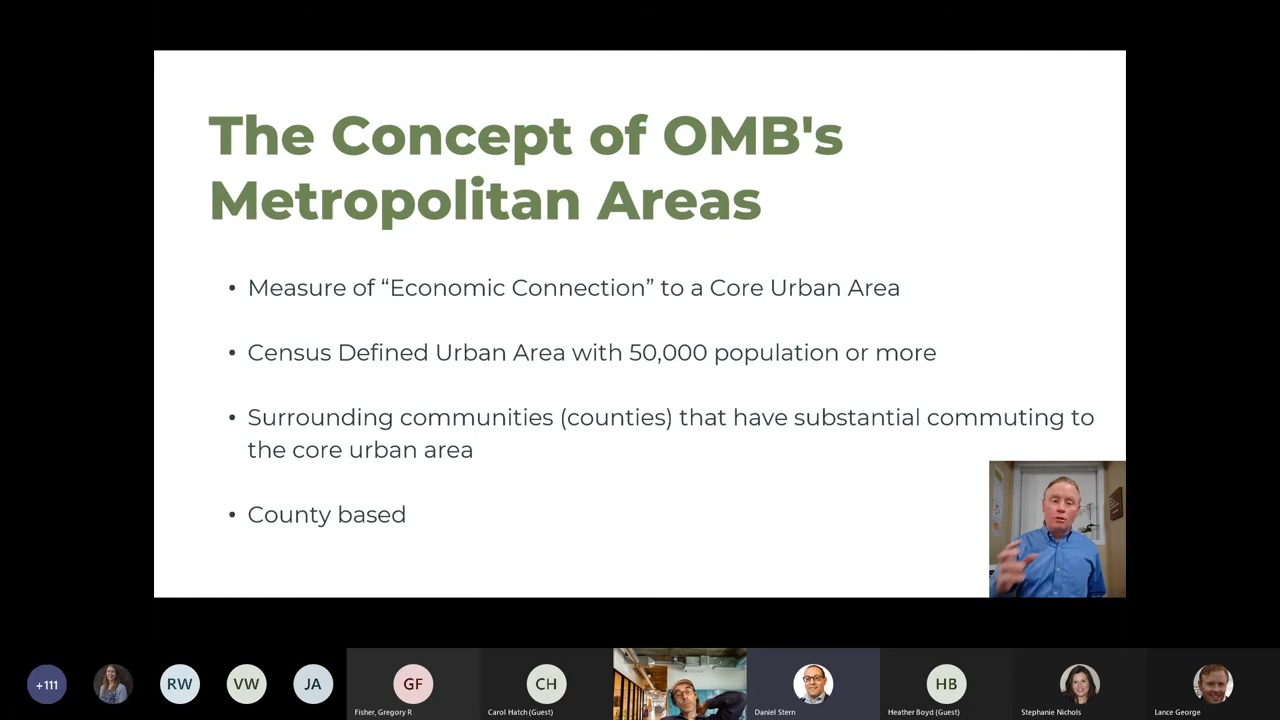 The Concept of OMB's
Metropolitan Areas
• Measure of “Economic Connection” to a Core Urban Area
• Census Defined Urban Area with 50,000 population or more
• Surrounding communities (counties) that have substantial commuting to
the core urban area
• County based
+111
RW
VW
JA
GF
CH
HB
Fisher, Gregory R
Carol Hatch (Guest)
Daniel Stern
Heather Boyd (Guest)
Stephanie Nichols
Lance George